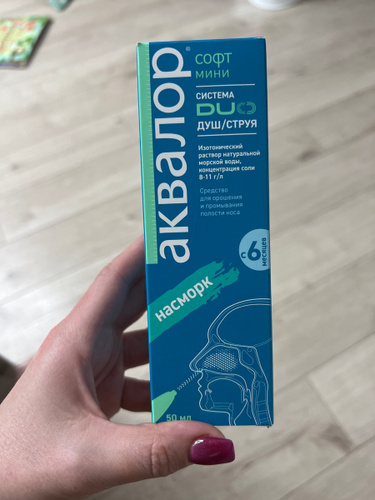 аквалор®
софт
мини
система
DUO
душ/струя
Изотонический
раствор натуральной
морской воды,
концентрация соли
8-11 г/л
Средство
для орошения
и промывания
полости носа
с 6
месяцев
насморк
50 мл